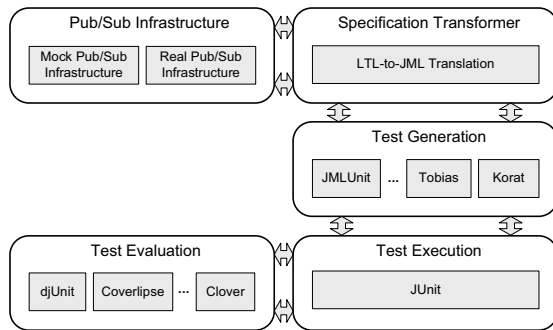 Pub/Sub Infrastructure
Mock Pub/Sub
Infrastructure
Real Pub/Sub
Infrastructure
Specification Transformer
LTL-to-JML Translation
Test Generation
JMLUnit
...
Tobias
Korat
Test Evaluation
djUnit
Coverlipse
...
Clover
Test Execution
JUnit